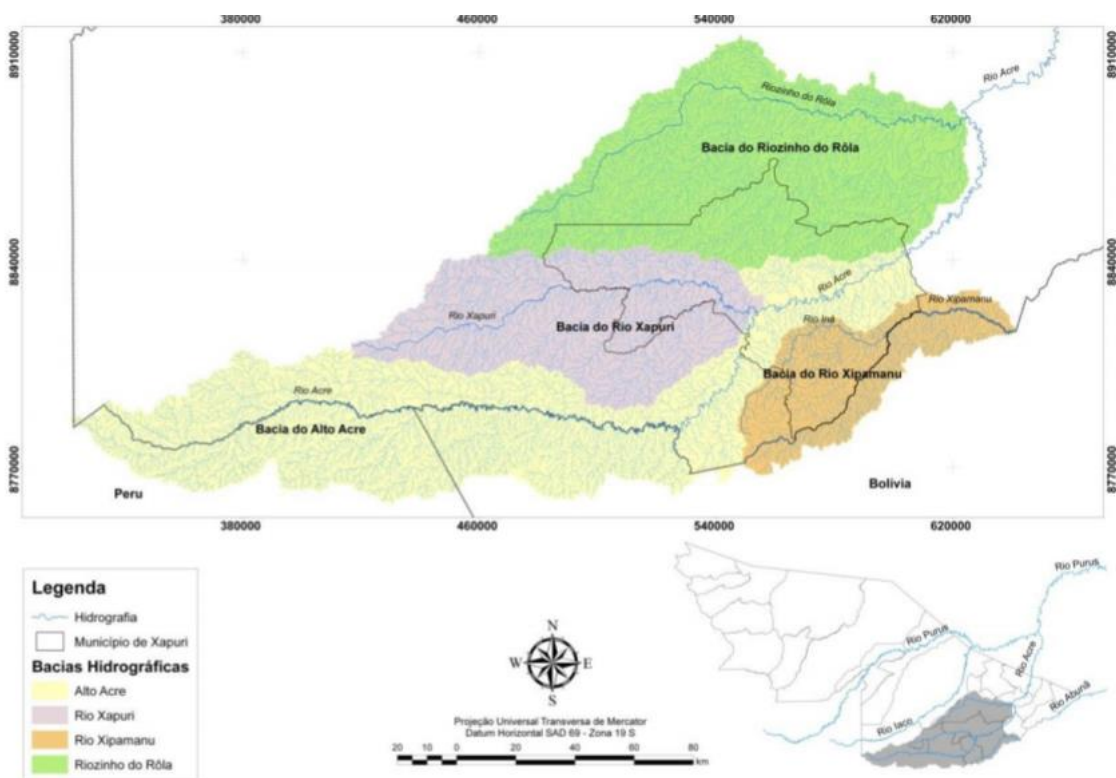 380000 460000 540000 620000
8910000 8910000
Rio Acre
Riozinho do Rôla
Bacia do Riozinho do Rôla
8840000 8840000
Rio Acre
Rio Xipamanu
Rio Xapuri
Bacia do Rio Xapuri
Rio Iná
Bacia do Rio Xipamanu
Rio Acre
Bacia do Alto Acre
8770000 8770000
Peru
Bolívia
380000 460000 540000 620000
Legenda
Hidrografia
Município de Xapuri
Bacias Hidrográficas
Alto Acre
Rio Xapuri
Rio Xipamanu
Riozinho do Rôla
N
W E
S
Projeção Universal Transversa de Mercator
Datum Horizontal SAD 69 - Zona 19 S
20 10 0 20 40 60 80
km
Rio Purus
Rio Purus
Rio Acre
Rio Abunã
Rio Iaco